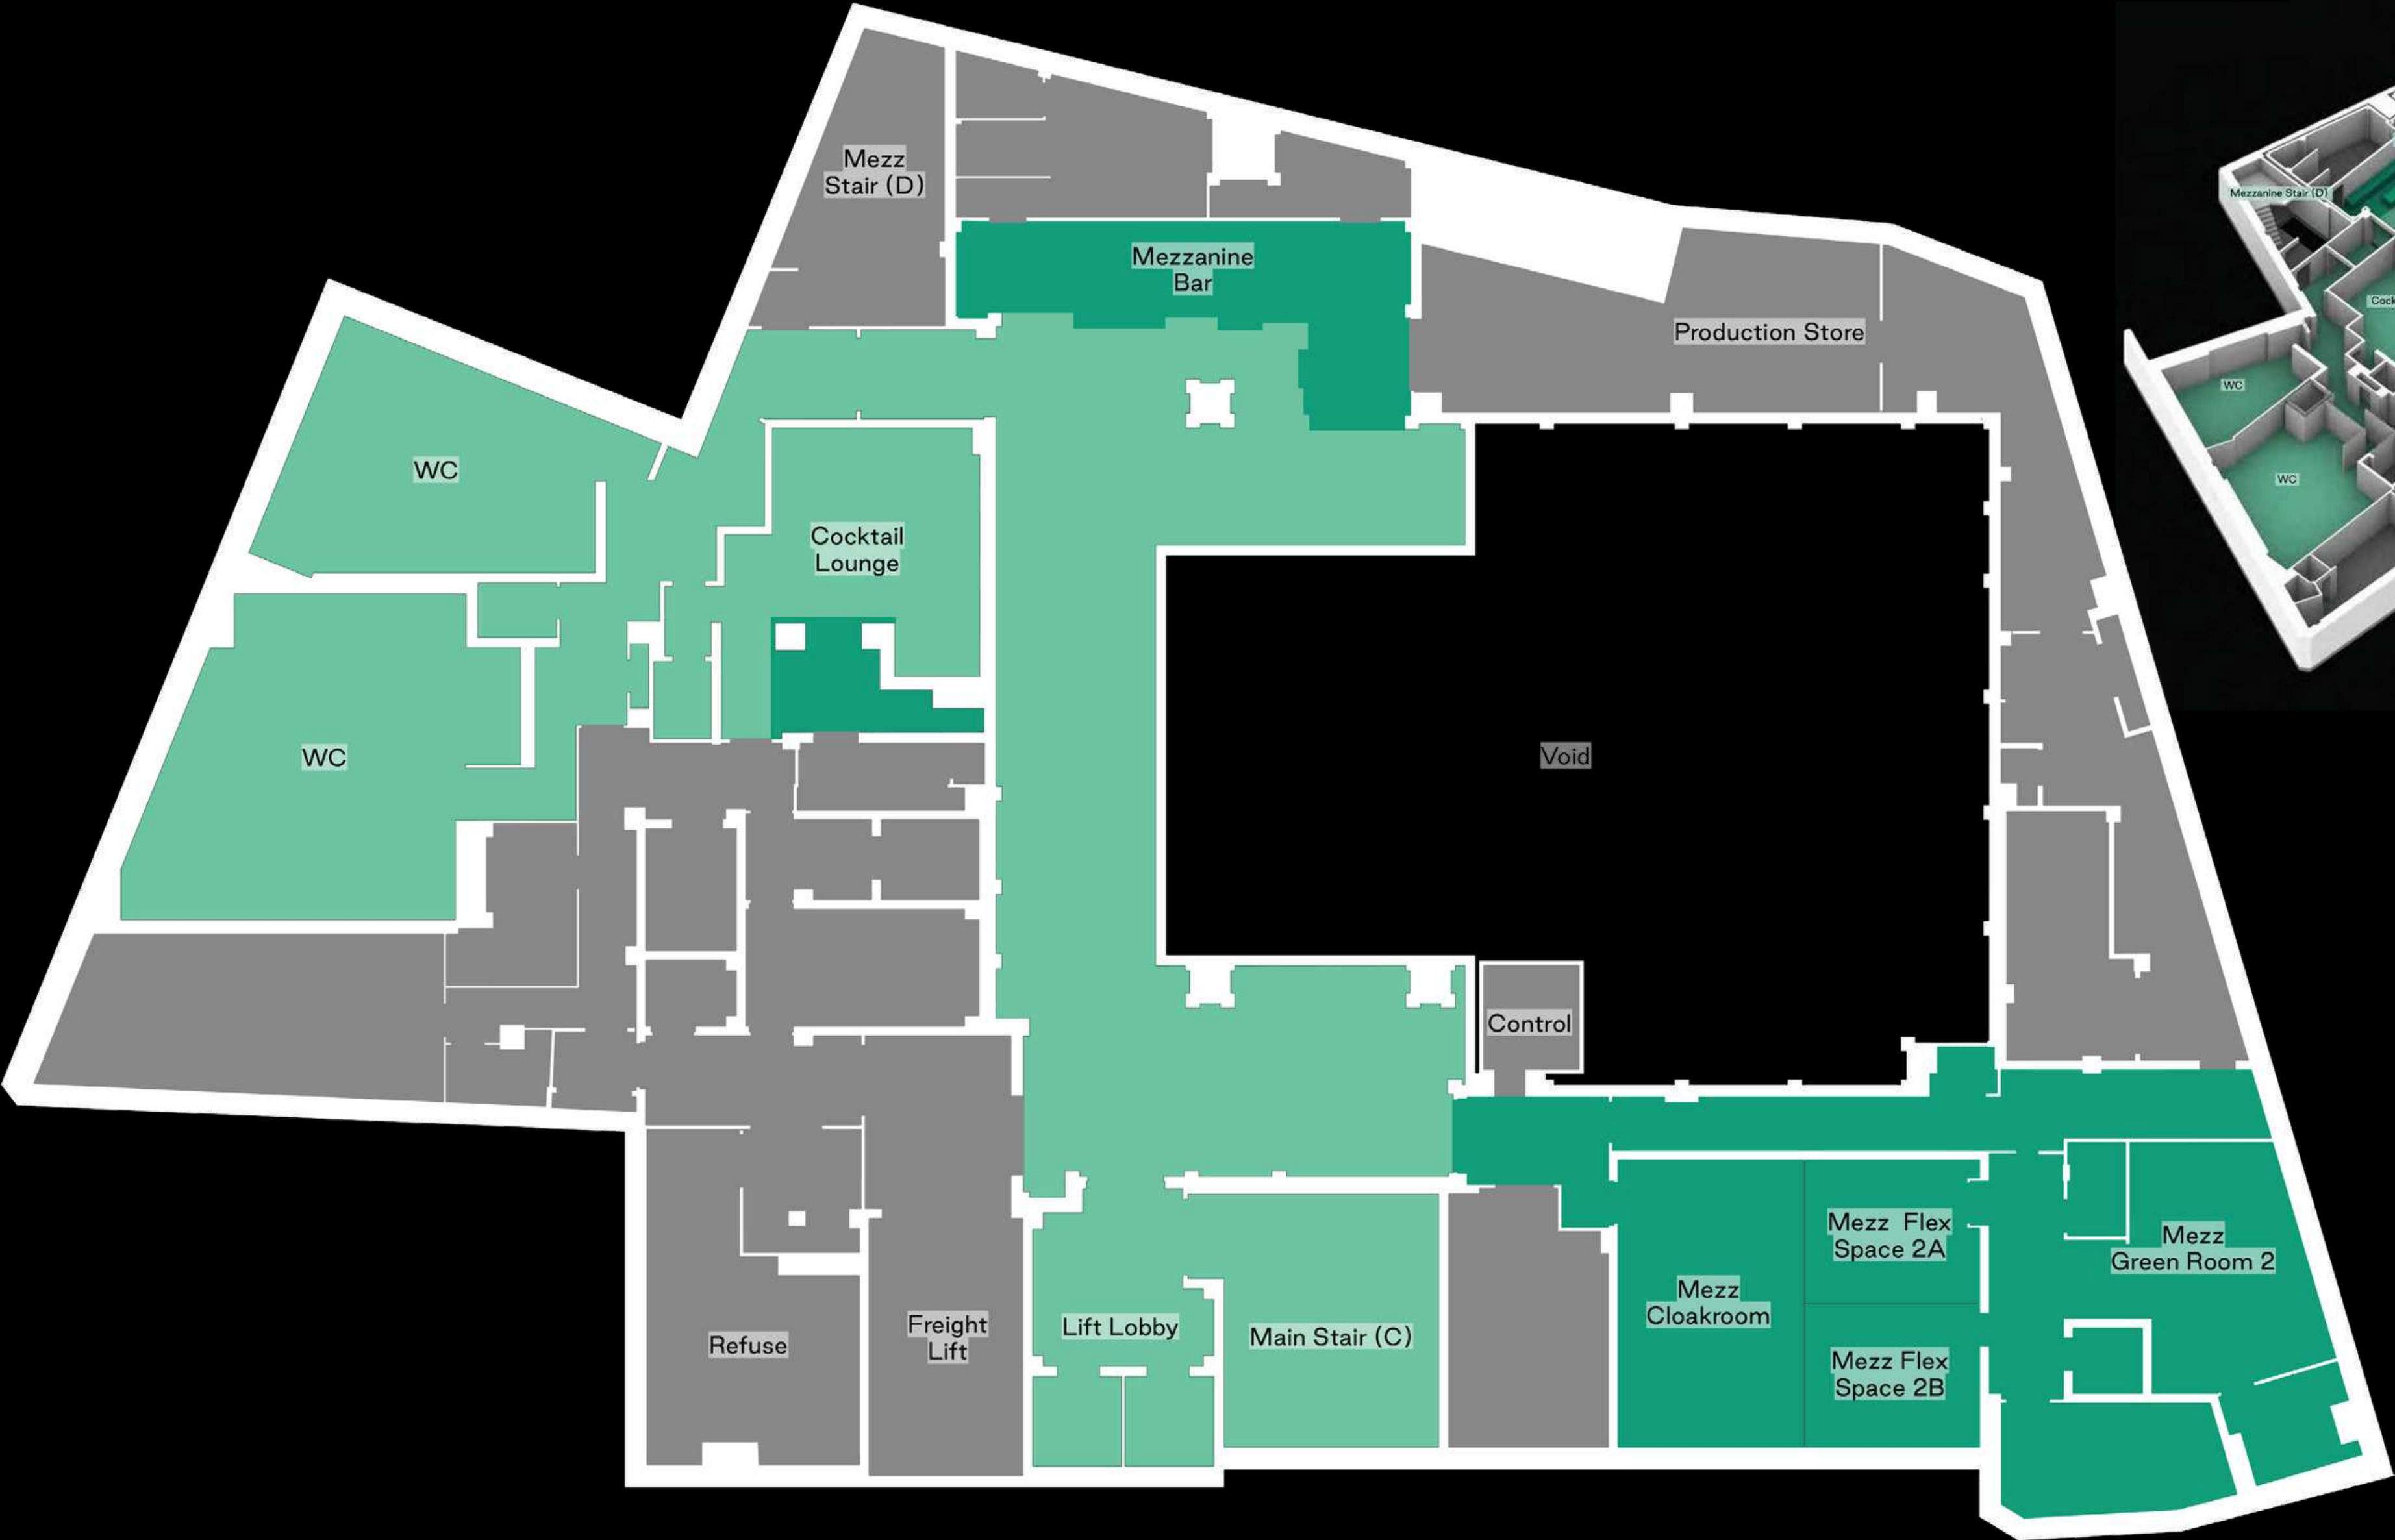 Mezz
Stair (D)
Mezzanine
Bar
Mezzanine Stair (D)
Production Store
WC
WC
WC
Cocktail
Lounge
WC
Void
Control
Mezz Flex
Space 2A
Mezz
Green Room 2
Mezz
Cloakroom
Lift Lobby
Main Stair (C)
Freight
Lift
Refuse
Mezz Flex
Space 2B